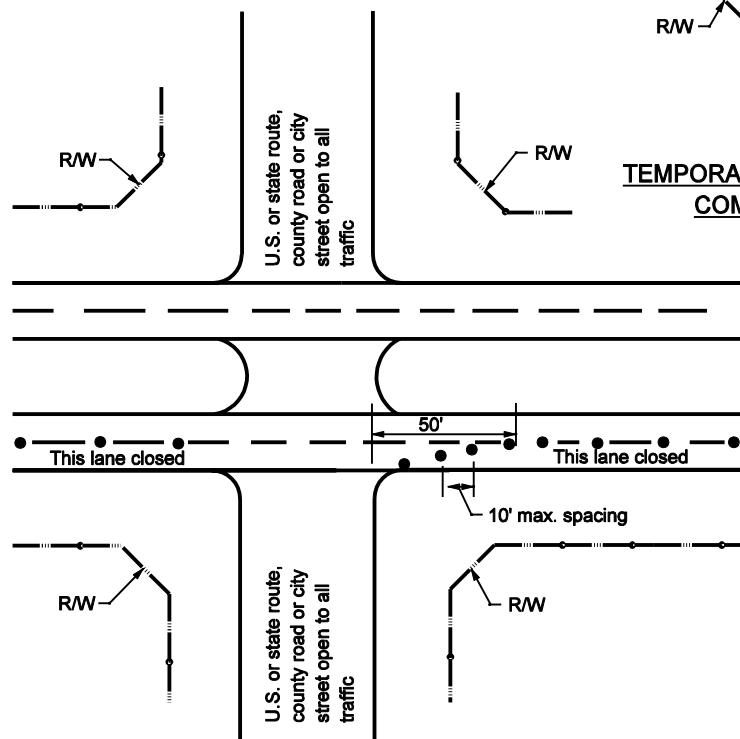 R/W
R/W
R/W
TEMPORA
COM
U.S. or state route,
county road or city
street open to all
traffic
50'
This lane closed
This lane closed
10' max. spacing
R/W
R/W
U.S. or state route,
county road or city
street open to all
traffic